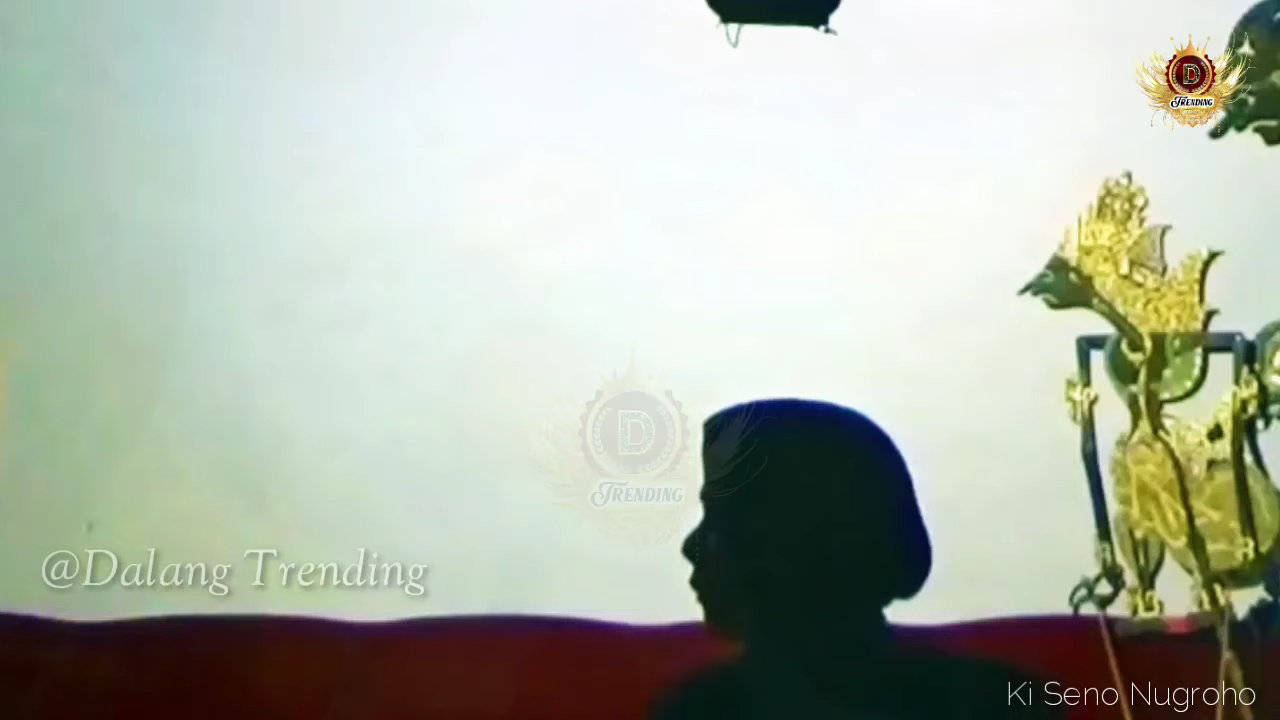 D
TRENDING
D
TRENDING
@Dalang Trending
Ki Seno Nugroho